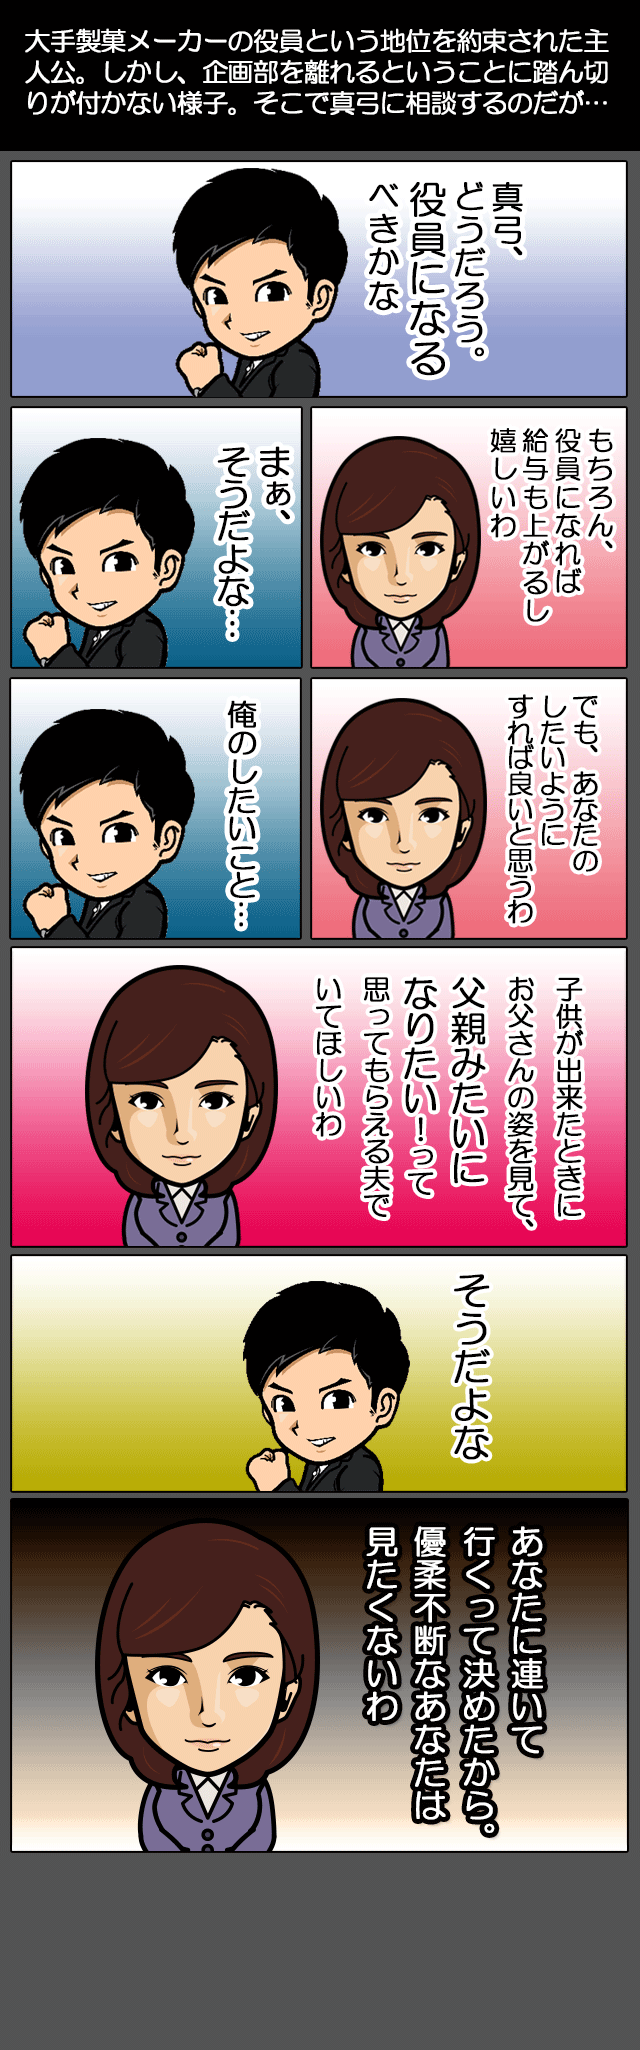 大手製菓メーカーの役員という地位を約束された主
人公。しかし、企画部を離れるということに踏ん切
りが付かない様子。そこで真弓に相談するのだが…
真弓、
どうだろう。
役員になる
べきかな
もちろん、
役員になれば
給与も上がるし
嬉しいわ
まぁ、
そうだよな…
でも、あなたの
したいように
すれば良いと思うわ
俺のしたいこと…
子供が出来たときに
お父さんの姿を見て、
父親みたいに
なりたい！って
思ってもらえる夫で
いてほしいわ
そうだよな
あなたに連いて
行くって決めたから。
優柔不断なあなたは
見たくないわ